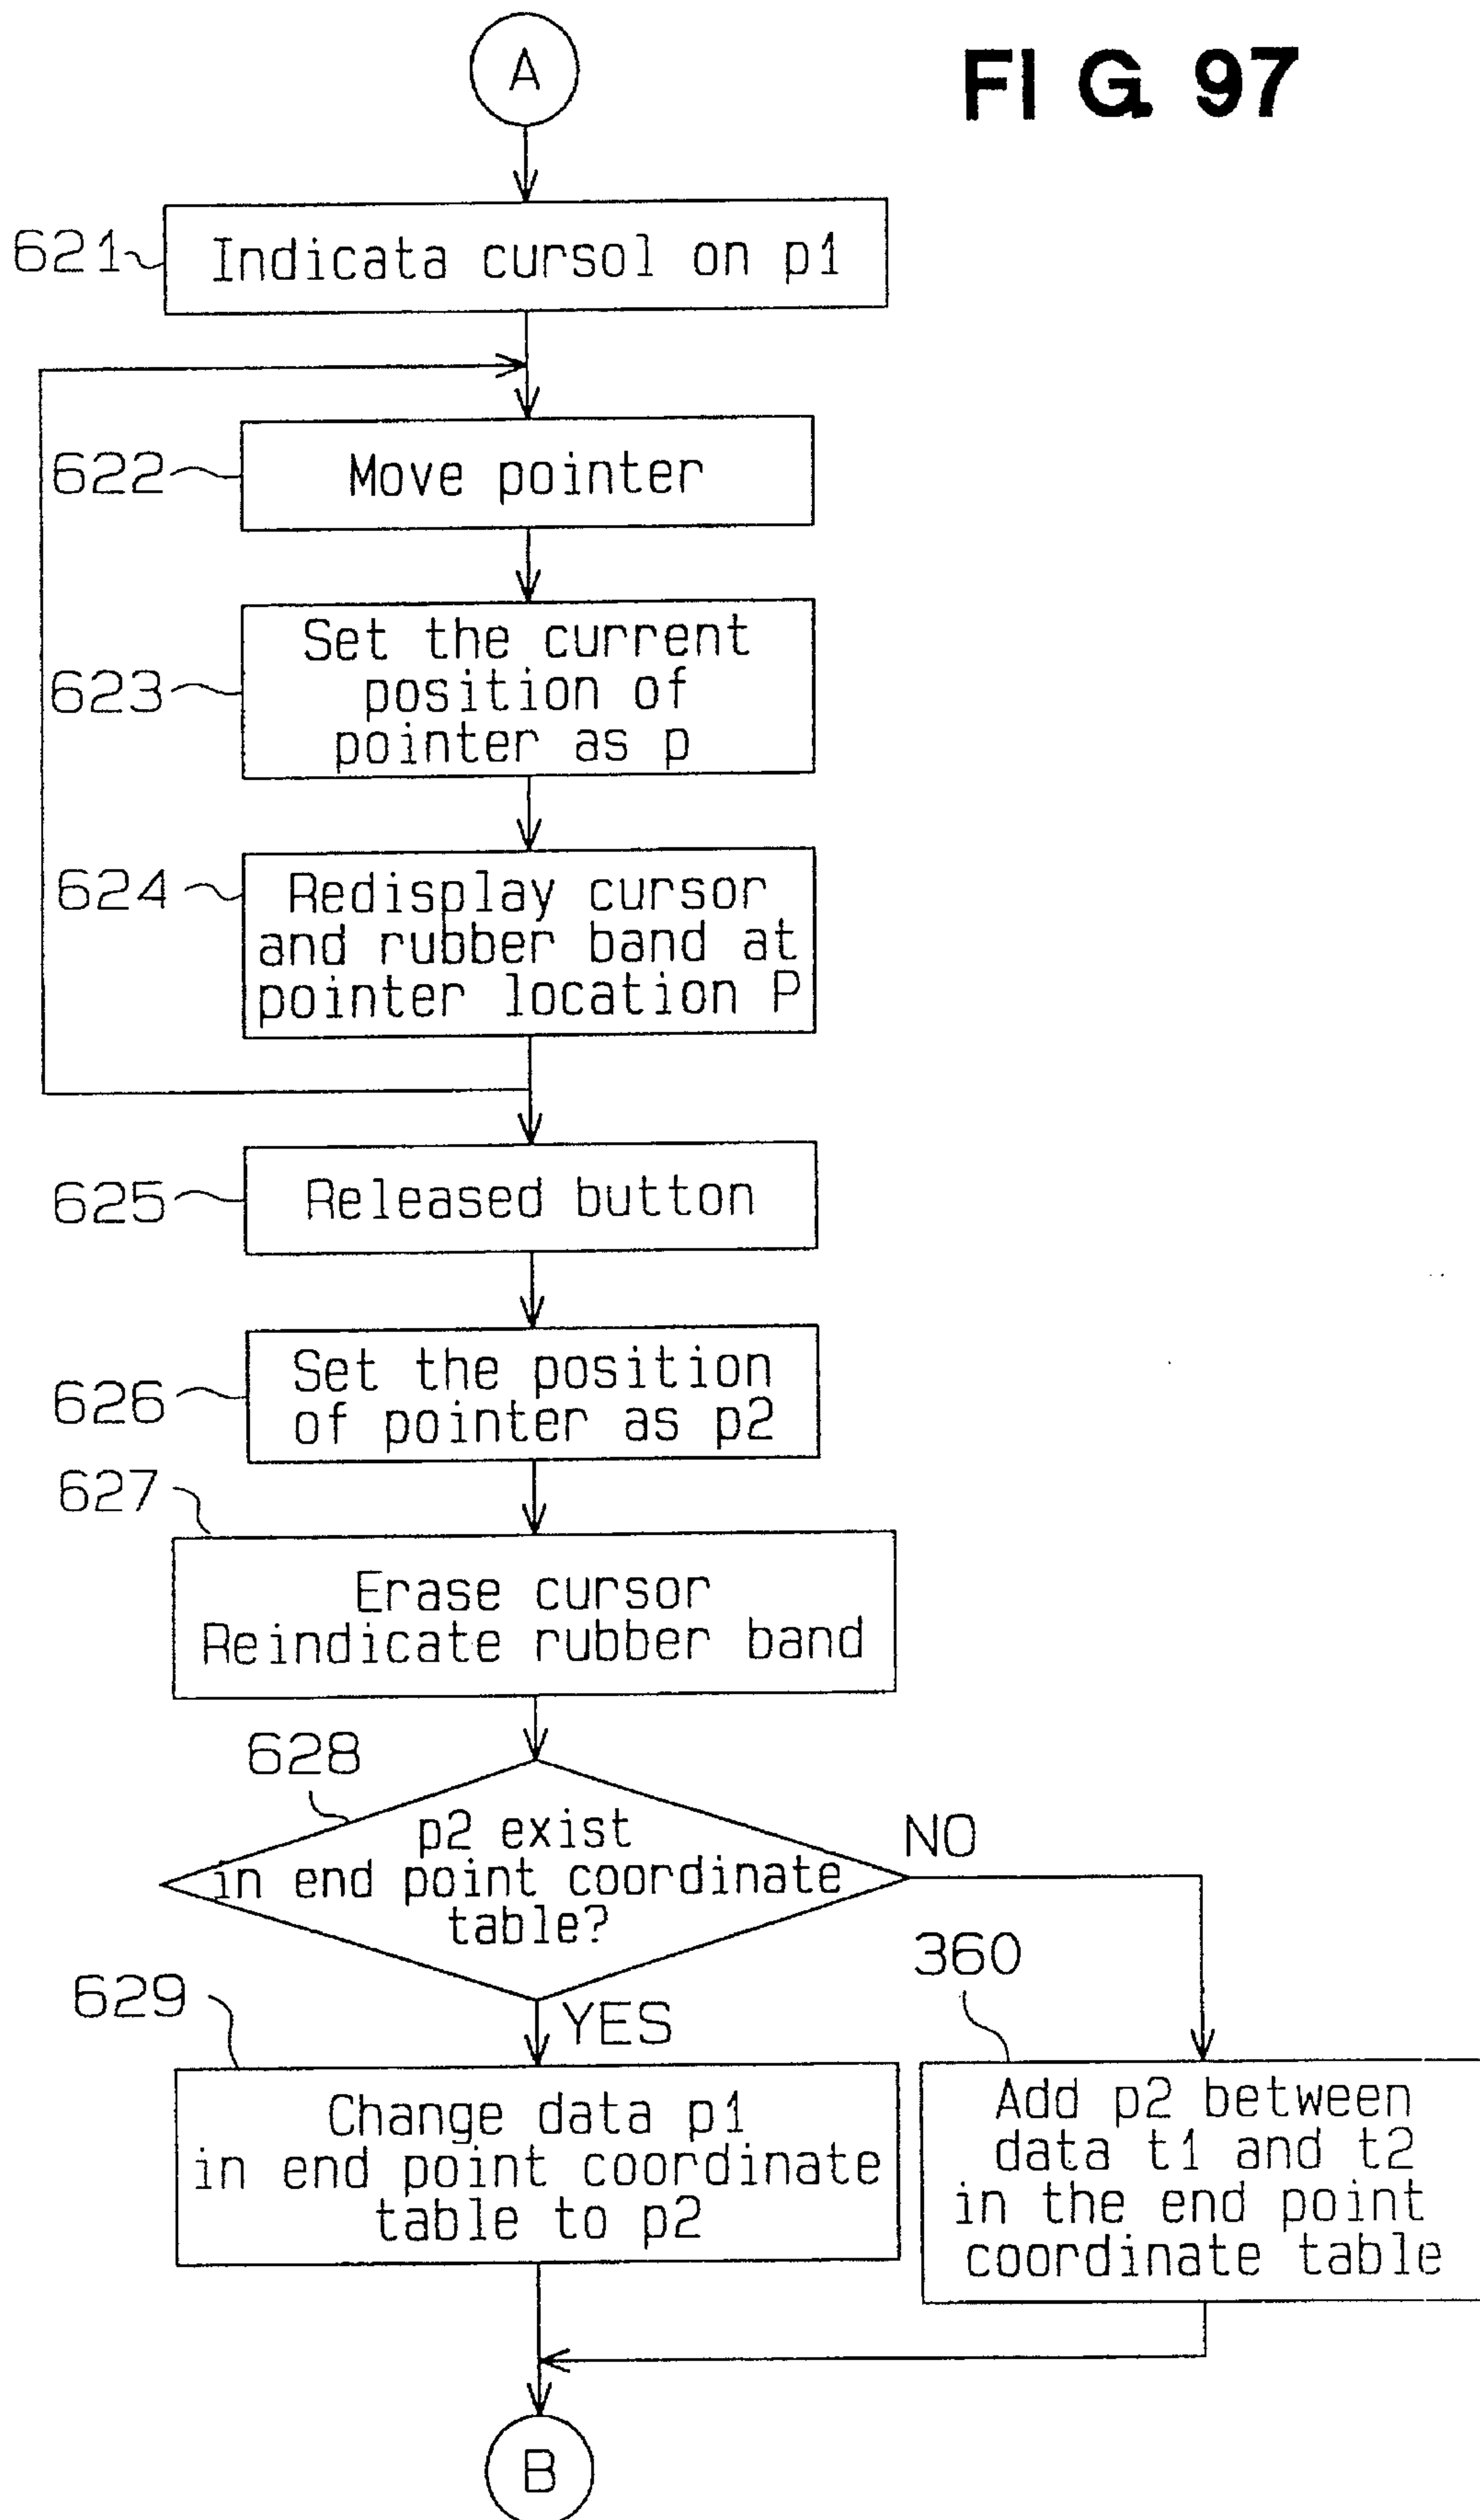 A
FIG. 97
621
Indicata cursol on p1
622
Move pointer
623
Set the current
position of
pointer as p
624
Redisplay cursor
and rubber band at
pointer location P
625
Released button
626
Set the position
of pointer as p2
627
Erase cursor
Reindicate rubber band
628
p2 exist
in end point coordinate
table?
NO
YES
629
Change data p1
in end point coordinate
table to p2
360
Add p2 between
data t1 and t2
in the end point
coordinate table
B